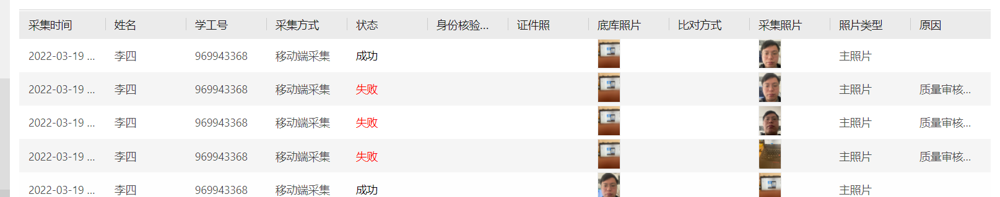 采集时间 姓名 学工号 采集方式 状态 身份核验... 证件照 底库照片 比对方式 采集照片 照片类型 原因
2022-03-19 ... 李四 969943368 移动端采集 成功 主照片
2022-03-19 ... 李四 969943368 移动端采集 失败 主照片 质量审核...
2022-03-19 ... 李四 969943368 移动端采集 失败 主照片 质量审核...
2022-03-19 ... 李四 969943368 移动端采集 失败 主照片 质量审核...
2022-03-19 ... 李四 969943368 移动端采集 成功 主照片